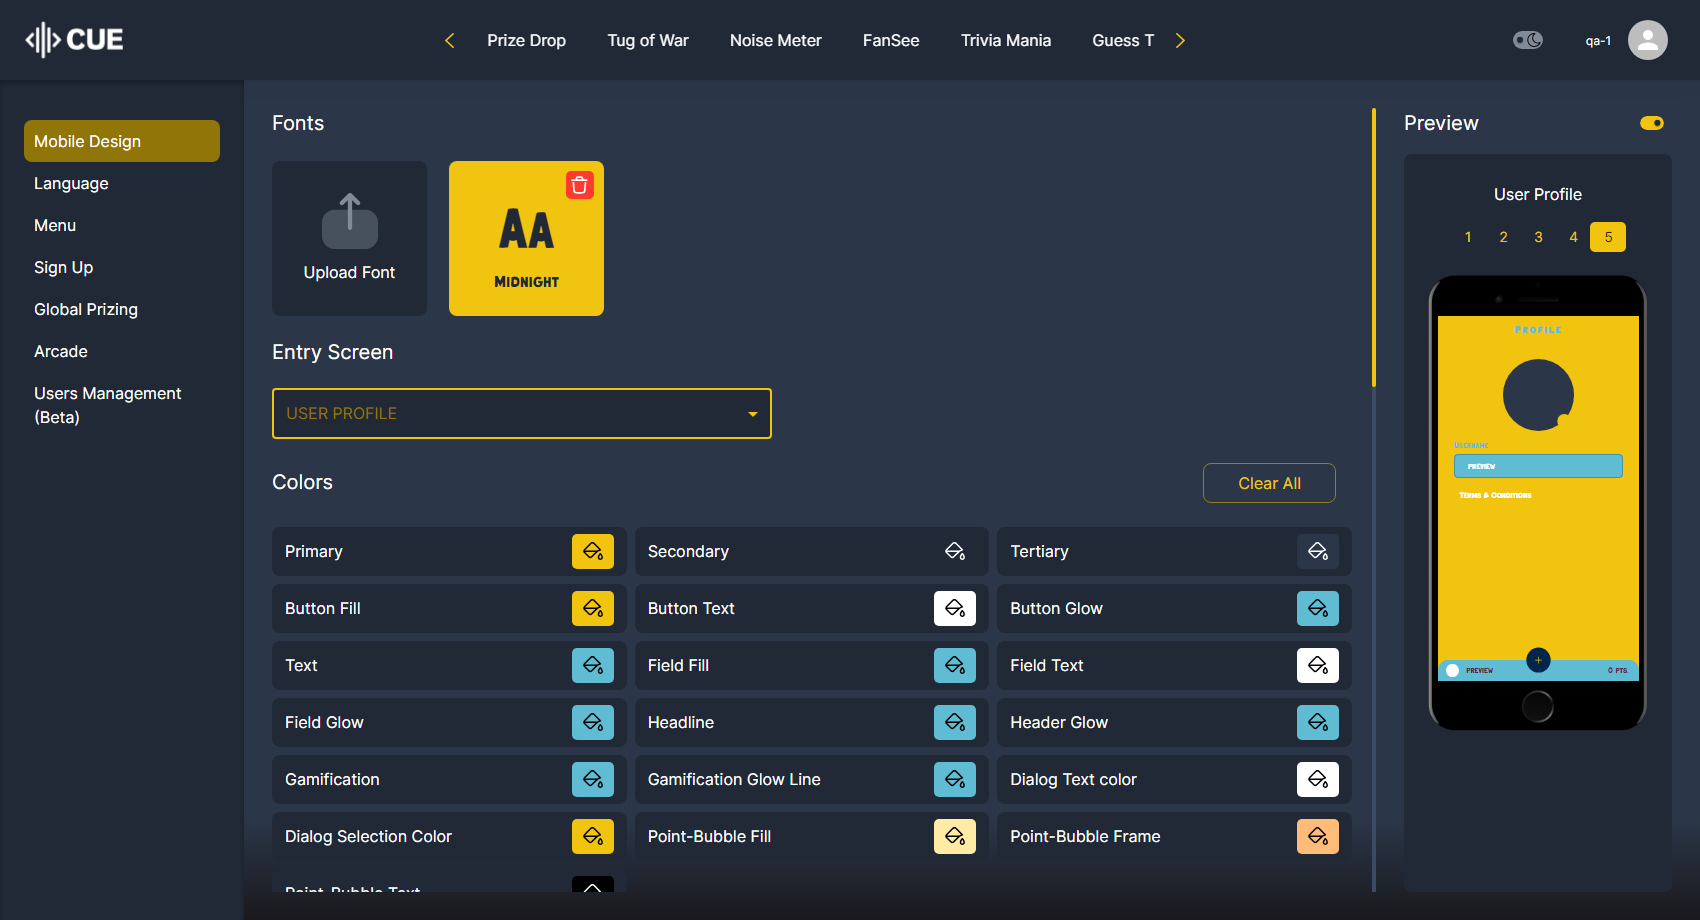 CUE
Prize Drop Tug of War Noise Meter FanSee Trivia Mania Guess T
qa-1
Mobile Design
Language
Menu
Sign Up
Global Prizing
Arcade
Users Management
(Beta)
Fonts
Upload Font
AA
MIDNIGHT
Entry Screen
USER PROFILE
Colors
Clear All
Primary
Secondary
Tertiary
Button Fill
Button Text
Button Glow
Text
Field Fill
Field Text
Field Glow
Headline
Header Glow
Gamification
Gamification Glow Line
Dialog Text color
Dialog Selection Color
Point-Bubble Fill
Point-Bubble Frame
Point-Bubble Text
Preview
User Profile
1 2 3 4 5
PROFILE
USERNAME
PREVIEW
TERMS & CONDITIONS
PREVIEW
+
0 PTS